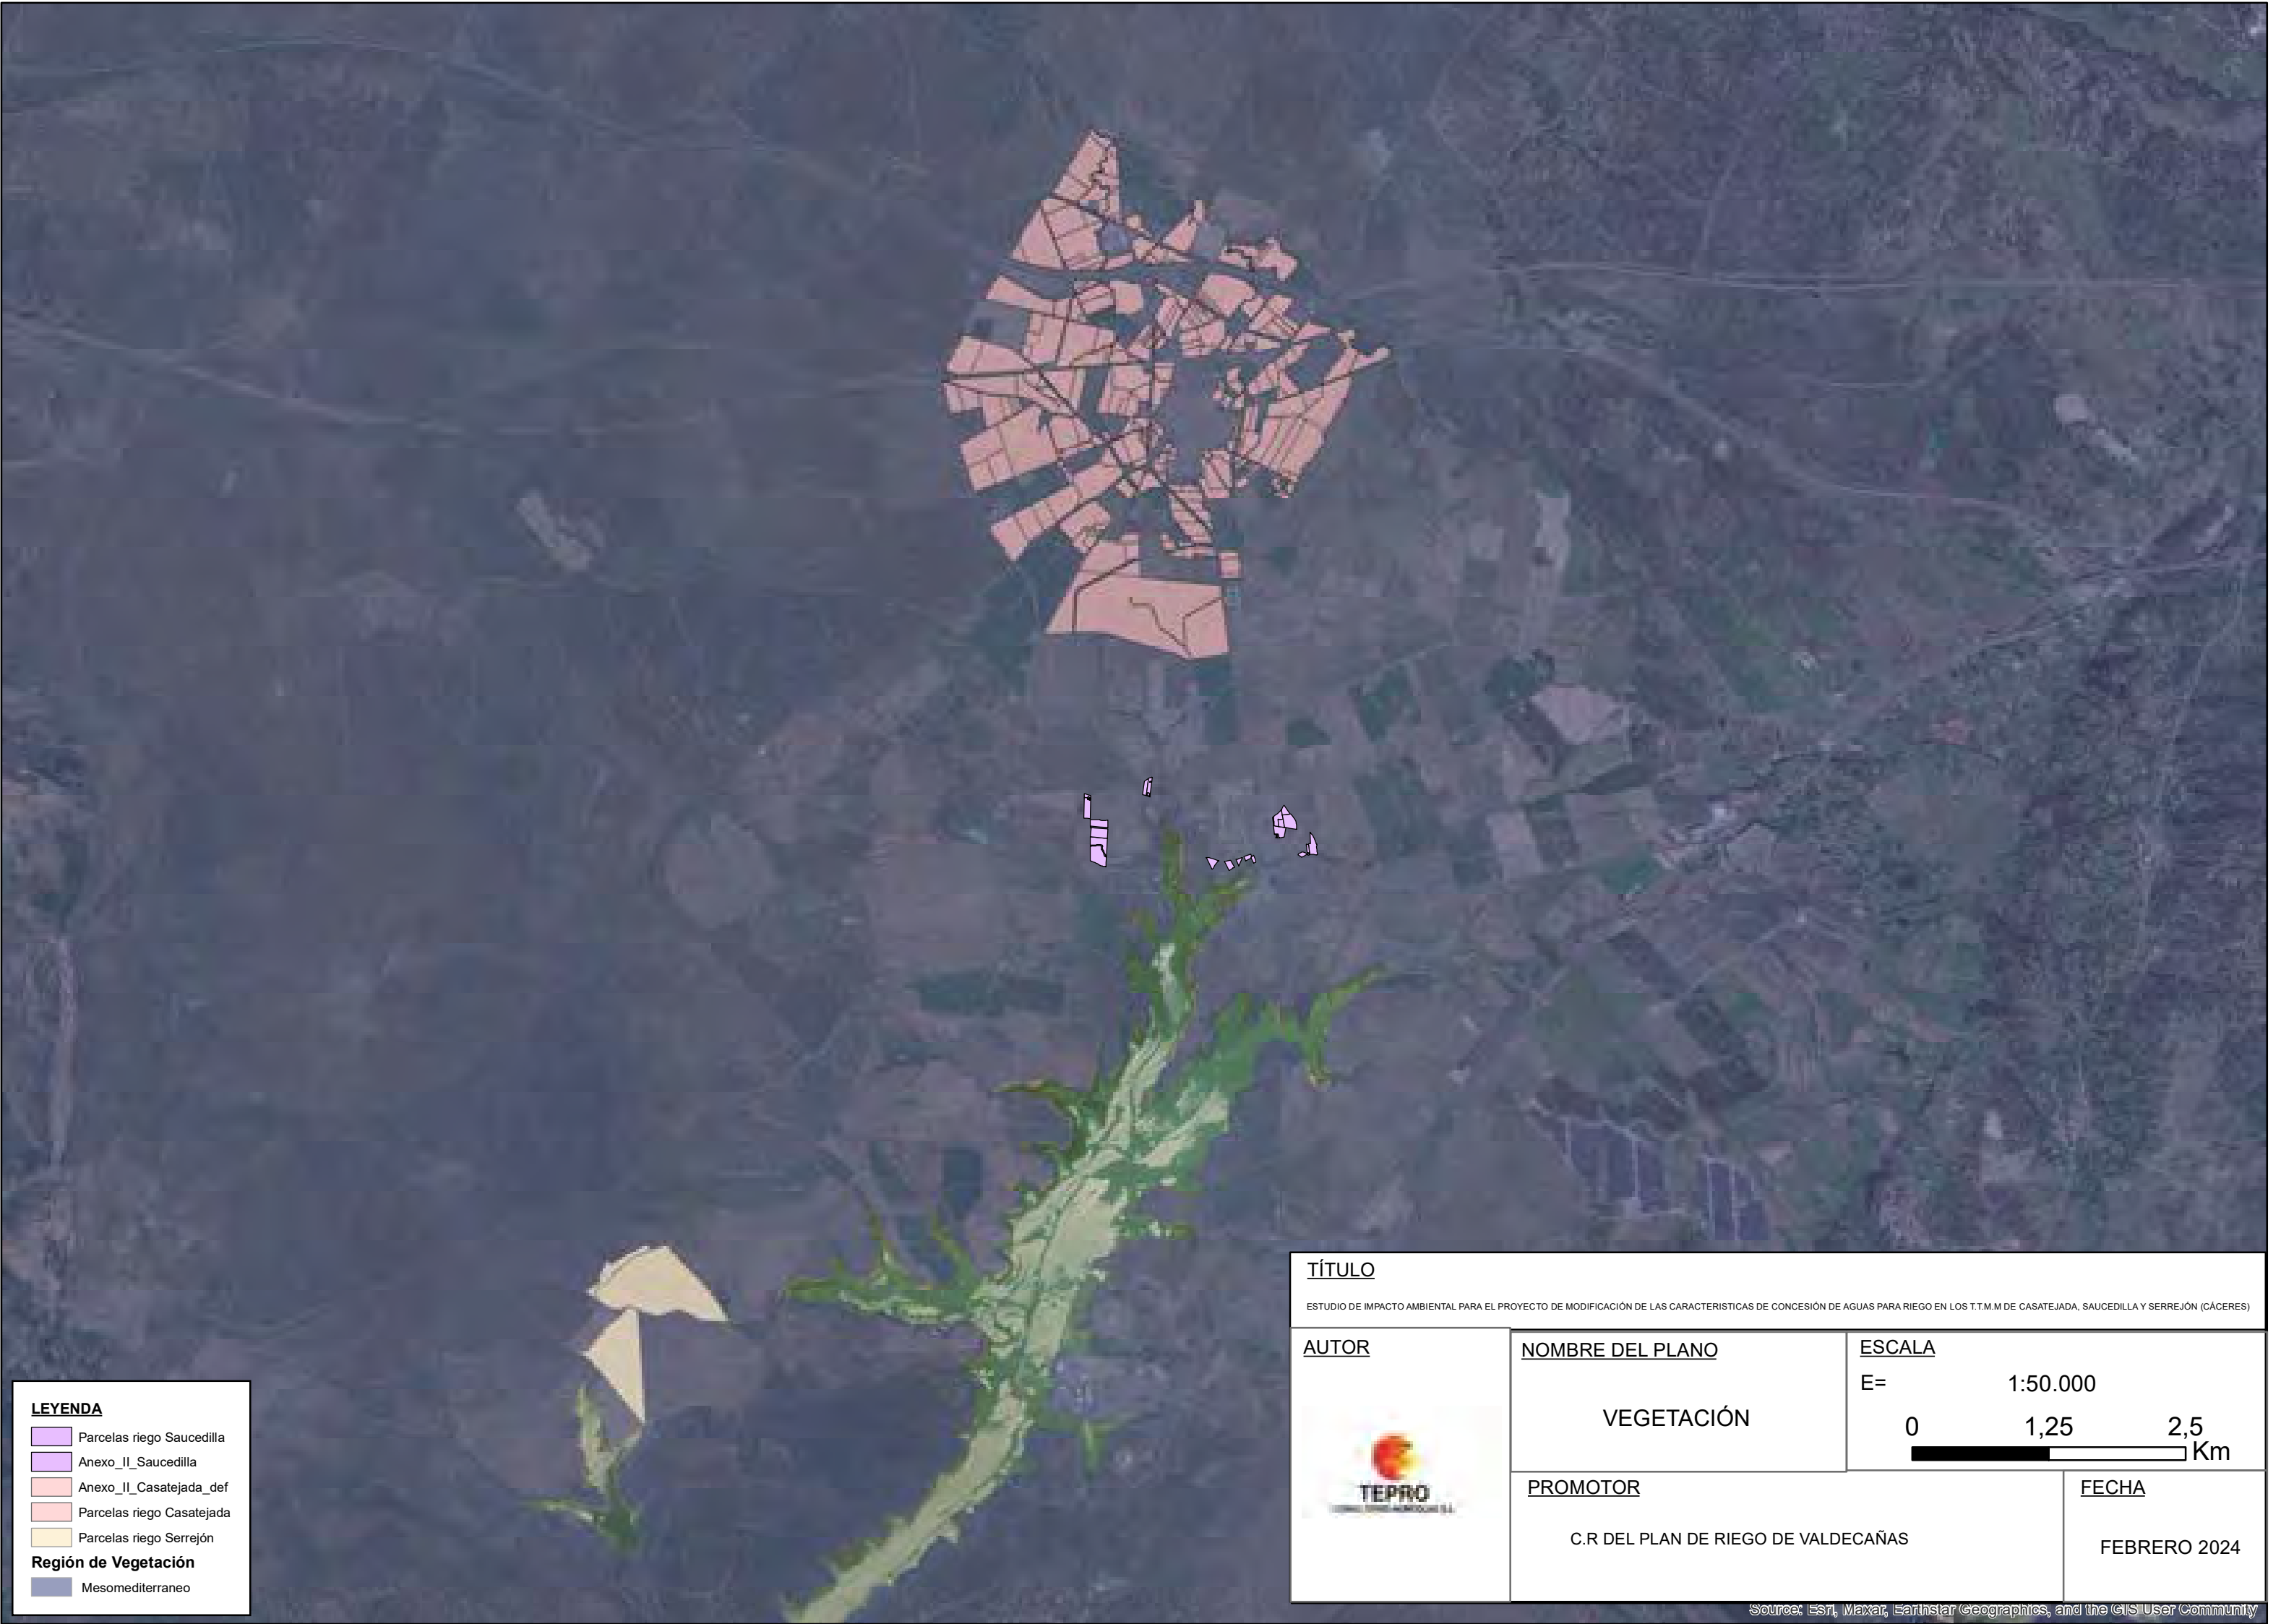 TÍTULO
ESTUDIO DE IMPACTO AMBIENTAL PARA EL PROYECTO DE MODIFICACIÓN DE LAS CARACTERISTICAS DE CONCESIÓN DE AGUAS PARA RIEGO EN LOS T.T.M.M DE CASATEJADA, SAUCEDILLA Y SERREJÓN (CÁCERES)
AUTOR
TEPRO
NOMBRE DEL PLANO
VEGETACIÓN
ESCALA
E= 1:50.000
0 1,25 2,5
Km
PROMOTOR
C.R DEL PLAN DE RIEGO DE VALDECAÑAS
FECHA
FEBRERO 2024
LEYENDA
Parcelas riego Saucedilla
Anexo_II_Saucedilla
Anexo_II_Casatejada_def
Parcelas riego Casatejada
Parcelas riego Serrejón
Región de Vegetación
Mesomediterraneo
Source: Esri, Maxar, Earthstar Geographics, and the GIS User Community